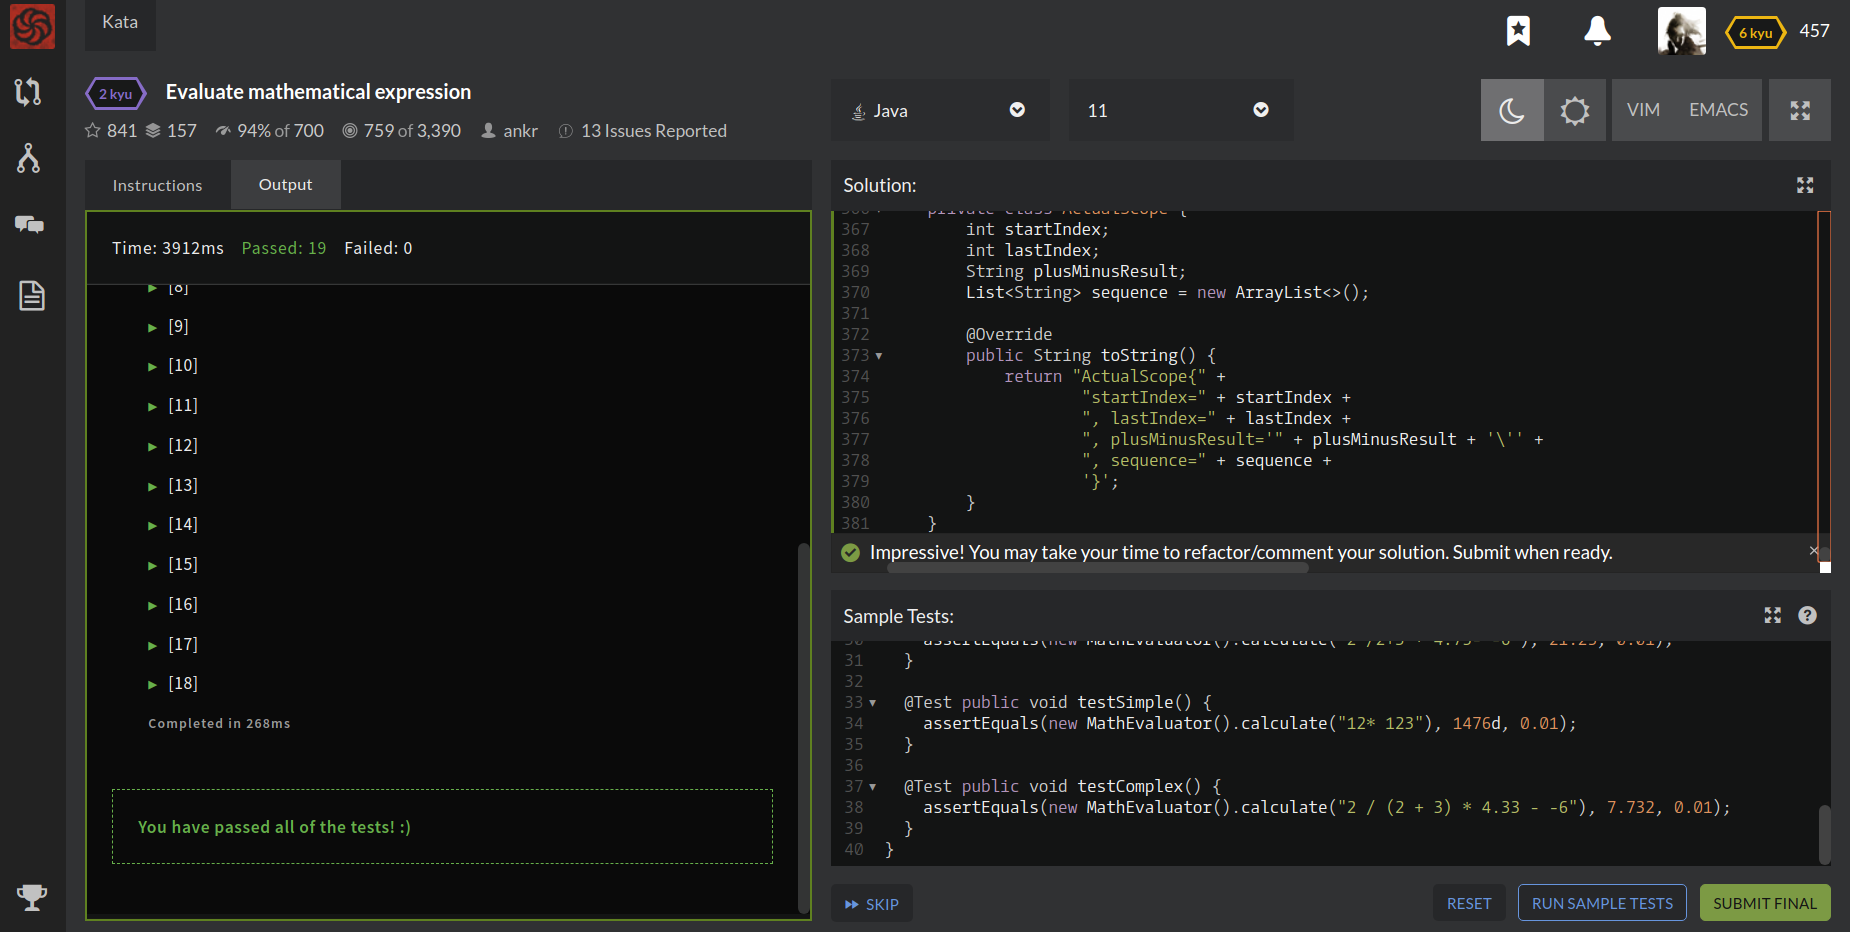 Kata
6 kyu 457
2 kyu Evaluate mathematical expression
841 157 94% of 700 759 of 3,390 ankr 13 Issues Reported
Java
11
VIM EMACS
Instructions Output
Time: 3912ms Passed: 19 Failed: 0
[8]
[9]
[10]
[11]
[12]
[13]
[14]
[15]
[16]
[17]
[18]
Completed in 268ms
You have passed all of the tests! :)
Solution:
private class ActualScope {
367 int startIndex;
368 int lastIndex;
369 String plusMinusResult;
370 List<String> sequence = new ArrayList<>();
371
372 @Override
373 public String toString() {
374 return "ActualScope{" +
375 "startIndex=" + startIndex +
376 ", lastIndex=" + lastIndex +
377 ", plusMinusResult='" + plusMinusResult + '\'' +
378 ", sequence=" + sequence +
379 '}';
380 }
381 }
Impressive! You may take your time to refactor/comment your solution. Submit when ready.
Sample Tests:
assertEquals(new MathEvaluator().calculate(
31 }
32
33 @Test public void testSimple() {
34 assertEquals(new MathEvaluator().calculate("12* 123"), 1476d, 0.01);
35 }
36
37 @Test public void testComplex() {
38 assertEquals(new MathEvaluator().calculate("2 / (2 + 3) * 4.33 - -6"), 7.732, 0.01);
39 }
40 }
SKIP
RESET RUN SAMPLE TESTS SUBMIT FINAL